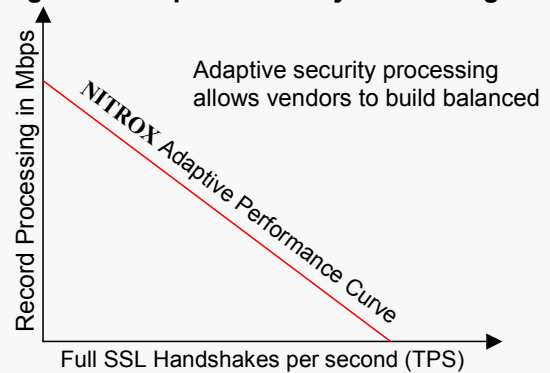 Adaptive security processing
allows vendors to build balanced
NITROX Adaptive Performance Curve
Record Processing in Mbps
Full SSL Handshakes per second (TPS)